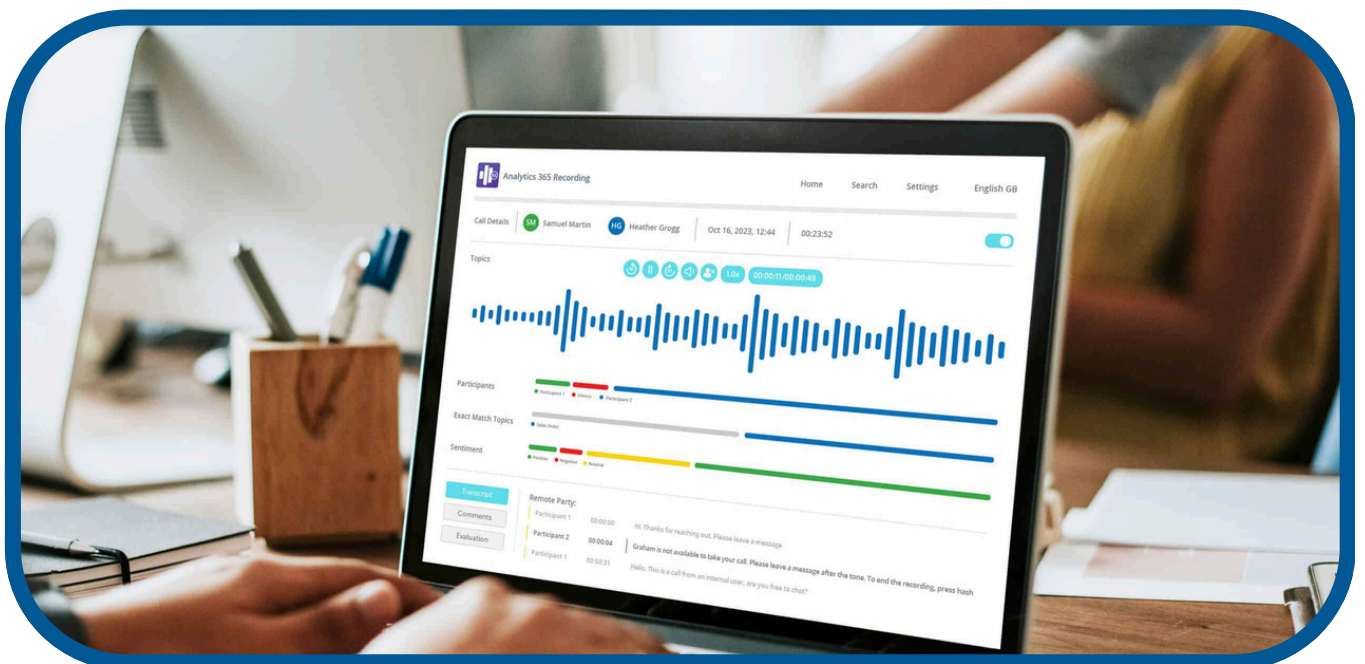 Analytics 365 Recording
Home Search Settings English GB
Call Details SM Samuel Martin HG Heather Grogg Oct 16, 2023, 12:44 00:23:52
Topics
1.0x 00:00:11/00:00:48
Participants
Participant 1 Silence Participant 2
Exact Match Topics
Sales Order
Sentiment
Positive Negative Neutral
Transcript
Comments
Evaluation
Remote Party:
Participant 1 00:00:00 Hi. Thanks for reaching out. Please leave a message
Participant 2 00:00:04 Graham is not available to take your call. Please leave a message after the tone. To end the recording, press hash
Participant 1 00:00:31 Hello. This is a call from an internal user, are you free to chat?